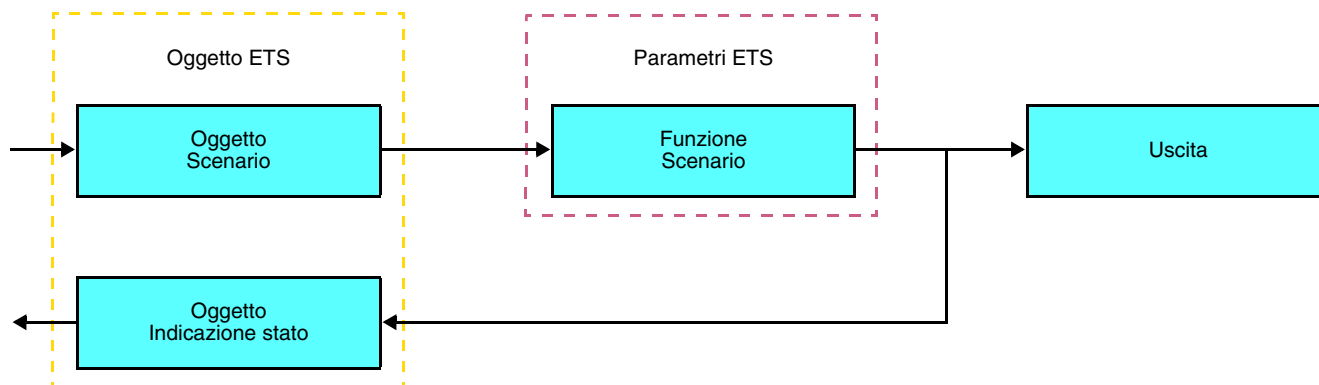 Oggetto ETS
Parametri ETS
Oggetto
Scenario
Funzione
Scenario
Uscita
Oggetto
Indicazione stato